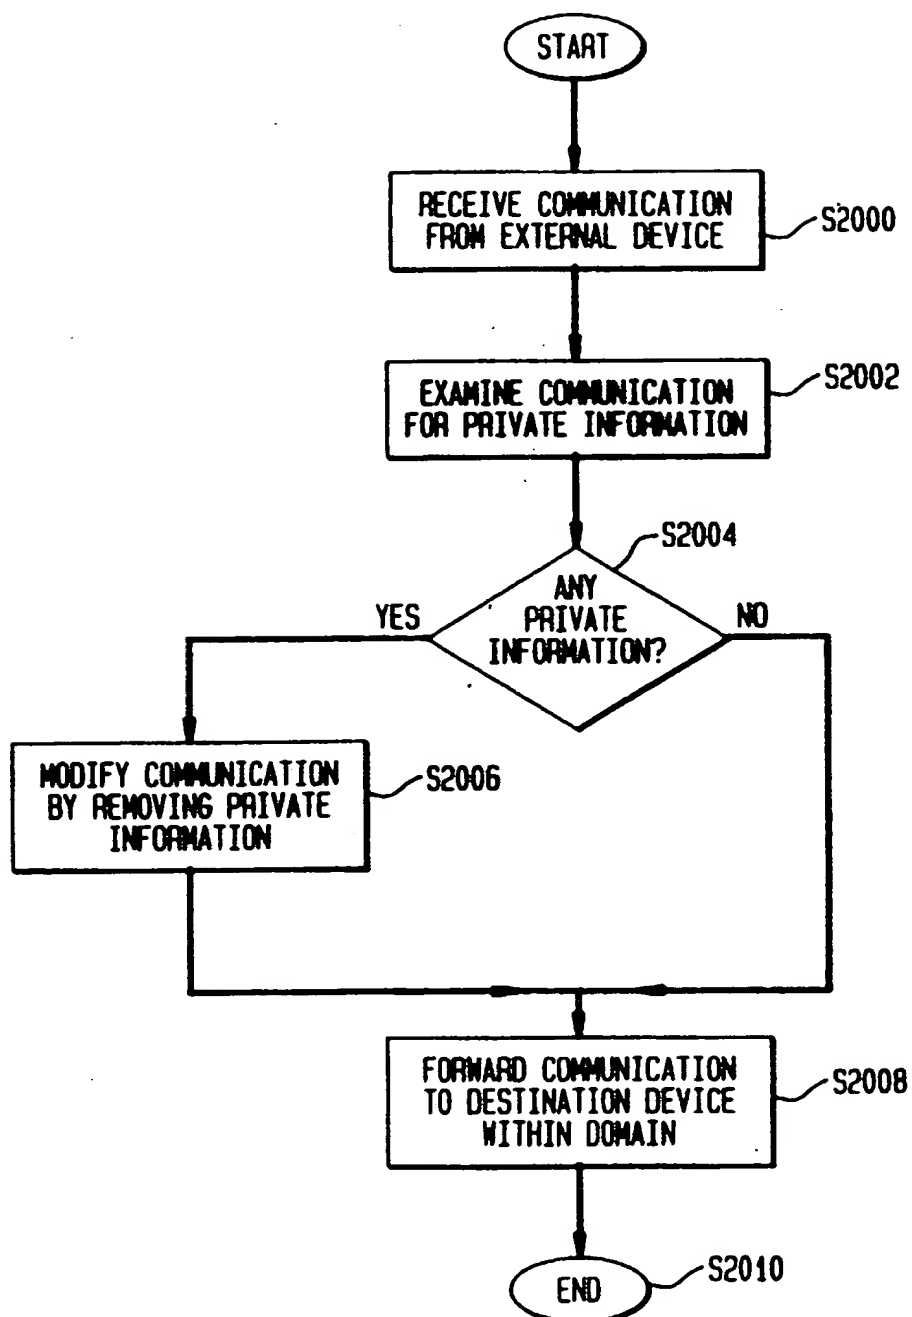 START
RECEIVE COMMUNICATION
FROM EXTERNAL DEVICE
S2000
EXAMINE COMMUNICATION
FOR PRIVATE INFORMATION
S2002
S2004
ANY
PRIVATE
INFORMATION?
YES
NO
MODIFY COMMUNICATION
BY REMOVING PRIVATE
INFORMATION
S2006
FORWARD COMMUNICATION
TO DESTINATION DEVICE
WITHIN DOMAIN
S2008
END
S2010